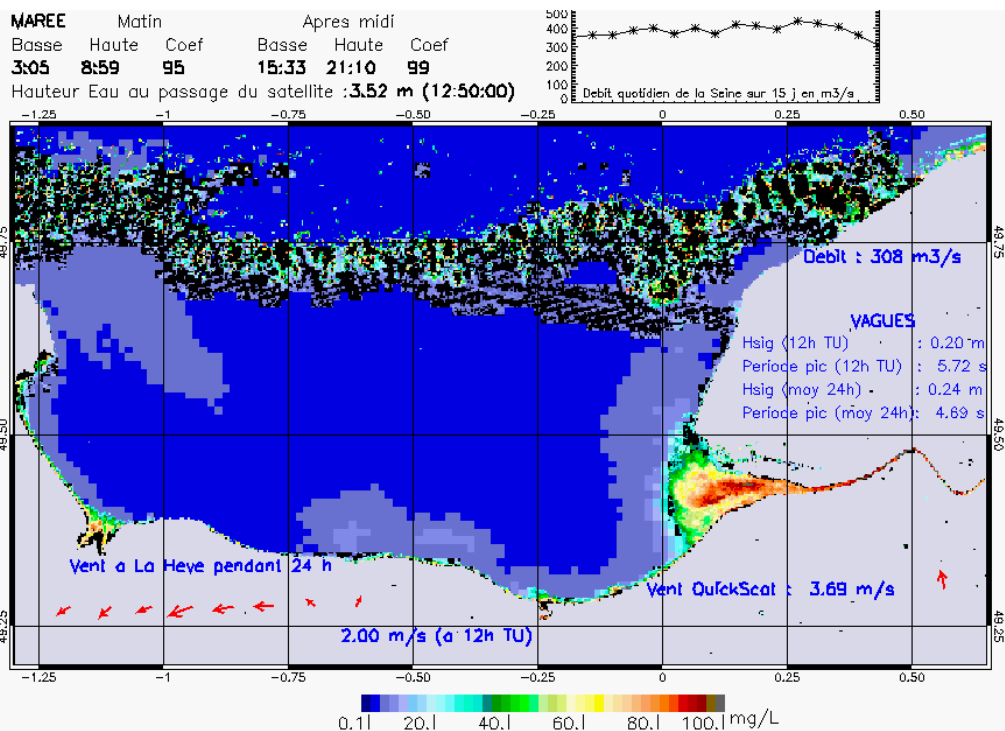 MAREE Matin Apres midi
Basse Haute Coef Basse Haute Coef
3:05 8:59 95 15:33 21:10 99
Hauteur Eau au passage du satellite :3.52 m (12:50:00)
500
400
300
200
100
0
Debit quotidien de la Seine sur 15 j en m3/s
-1.25 -1 -0.75 -0.50 -0.25 0 0.25 0.50
49.75 49.75
Debit : 308 m3/s
VAGUES
Hsig (12h TU) : 0.20 m
Periode pic (12h TU) : 5.72 s
Hsig (moy 24h) : 0.24 m
Periode pic (moy 24h): 4.69 s
49.50 49.50
Vent a La Heve pendant 24 h
Vent QuickScat : 3.69 m/s
2.00 m/s (a 12h TU)
49.25 49.25
-1.25 -1 -0.75 -0.50 -0.25 0 0.25 0.50
0.1 20.1 40.1 60.1 80.1 100.1 mg/L